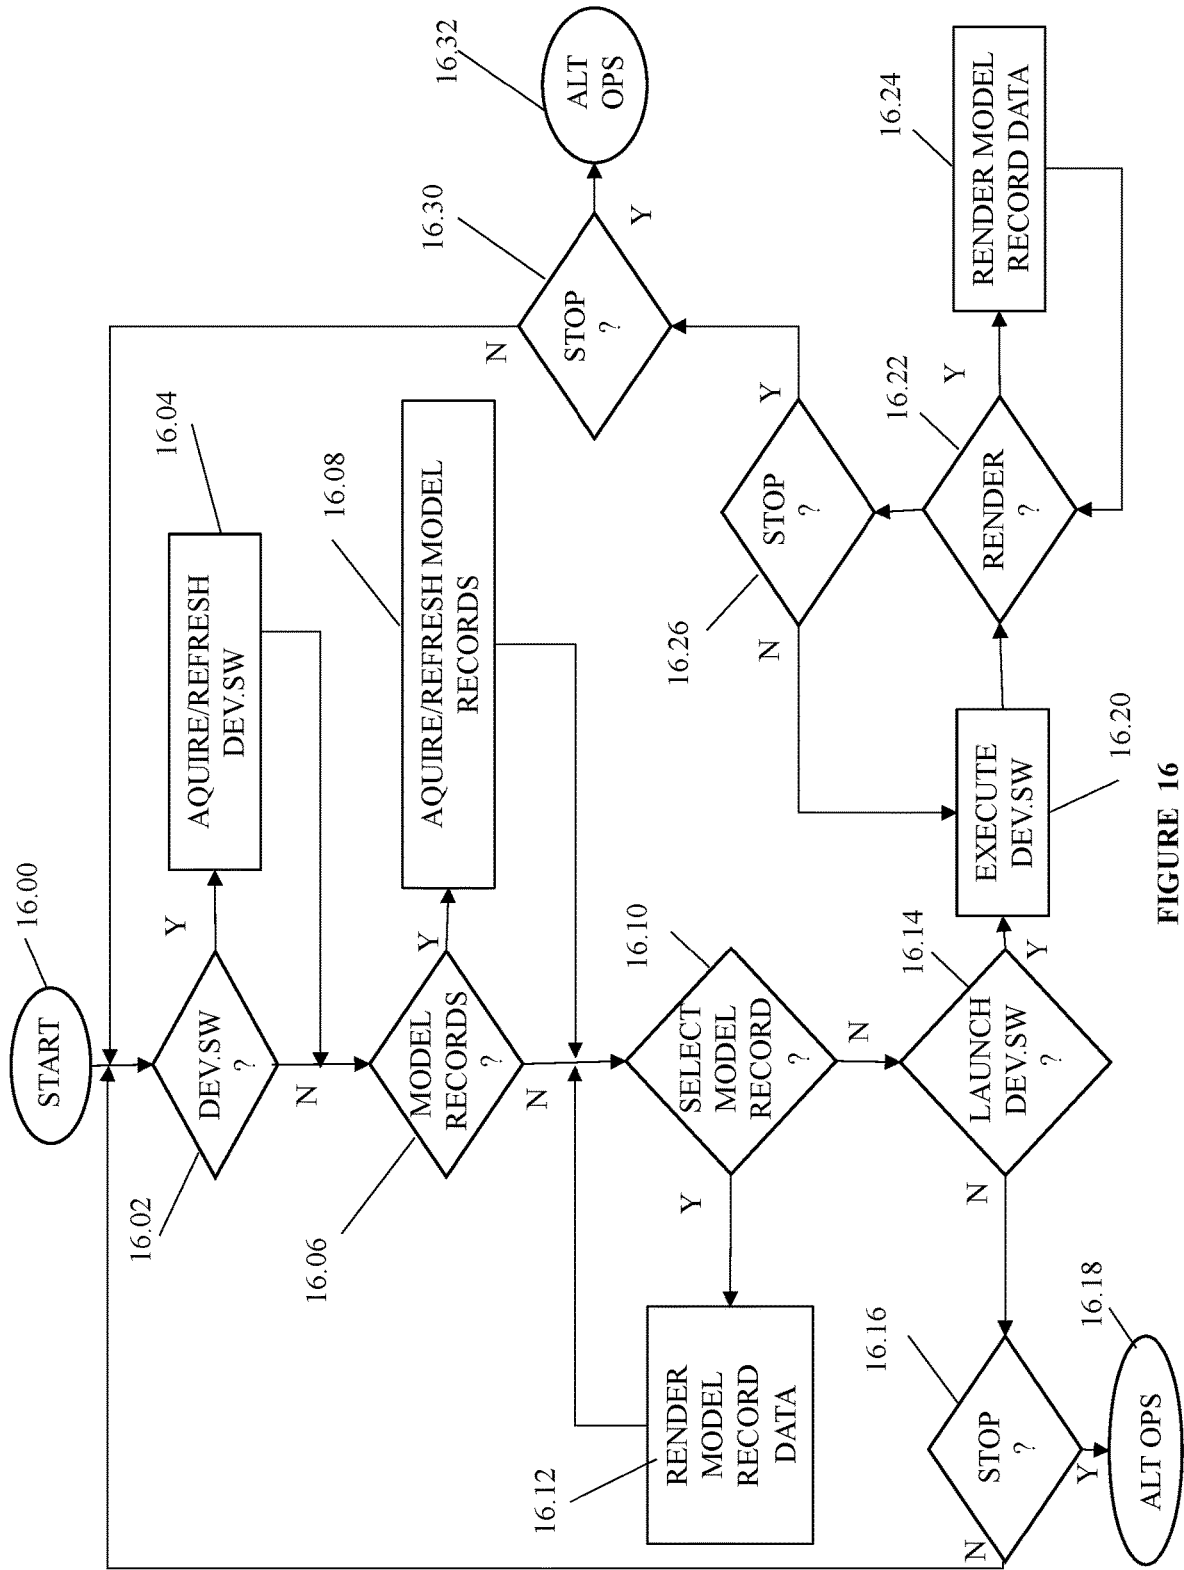 16.00
START
16.02
DEV.SW
?
Y
N
16.04
AQUIRE/REFRESH
DEV.SW
16.06
MODEL
RECORDS
?
Y
N
16.08
AQUIRE/REFRESH MODEL
RECORDS
16.10
SELECT
MODEL
RECORD
?
Y
N
16.12
RENDER
MODEL
RECORD
DATA
16.14
LAUNCH
DEV.SW
?
Y
N
16.16
STOP
?
N
Y
16.18
ALT OPS
16.20
EXECUTE
DEV.SW
16.22
RENDER
?
Y
16.24
RENDER MODEL
RECORD DATA
16.26
STOP
?
N
Y
16.30
STOP
?
N
Y
16.32
ALT
OPS
FIGURE 16